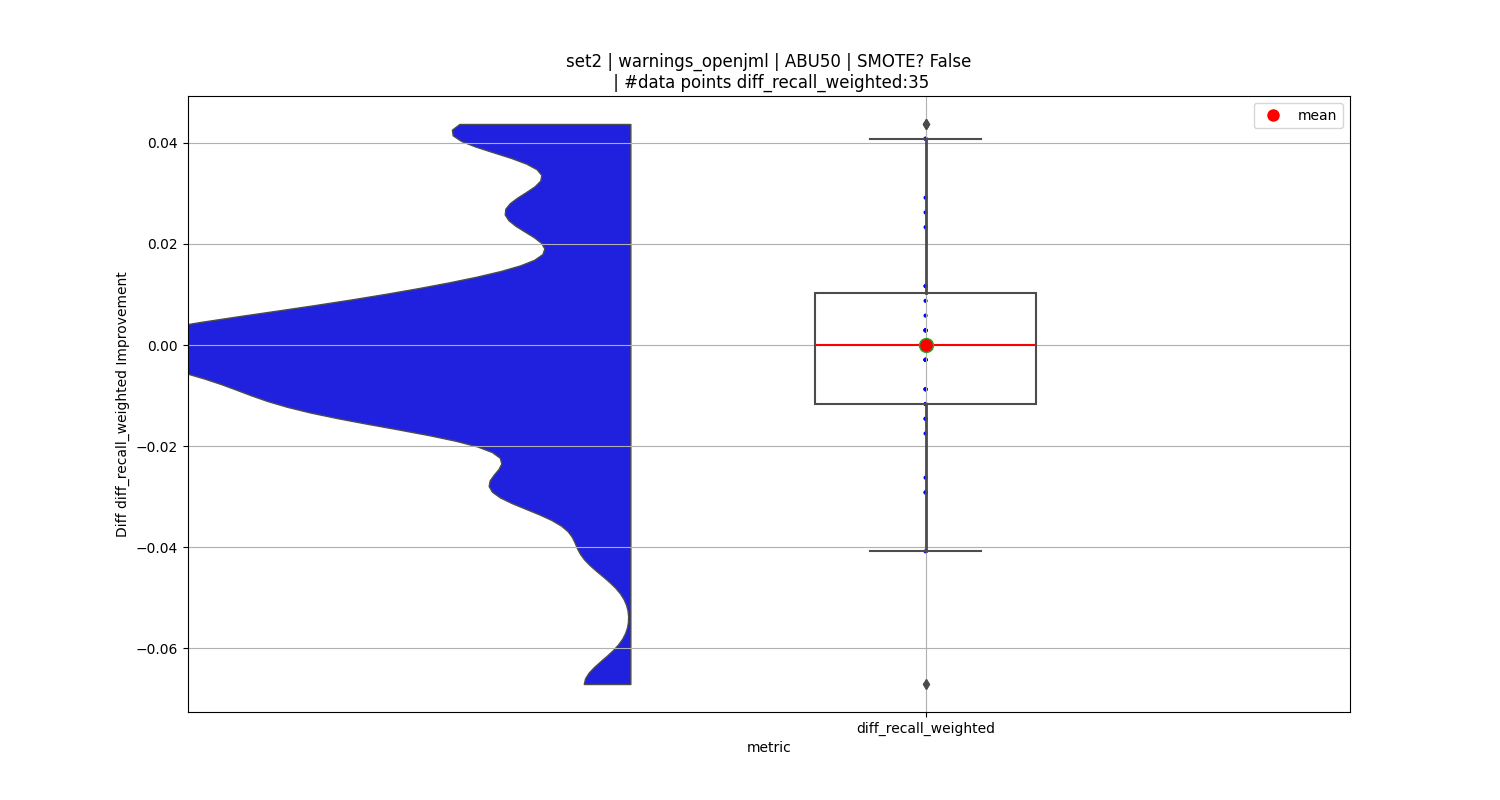 set2 | warnings_openjml | ABU50 | SMOTE? False
| #data points diff_recall_weighted:35
mean
0.04
0.02
0.00
−0.02
−0.04
−0.06
Diff diff_recall_weighted Improvement
diff_recall_weighted
metric